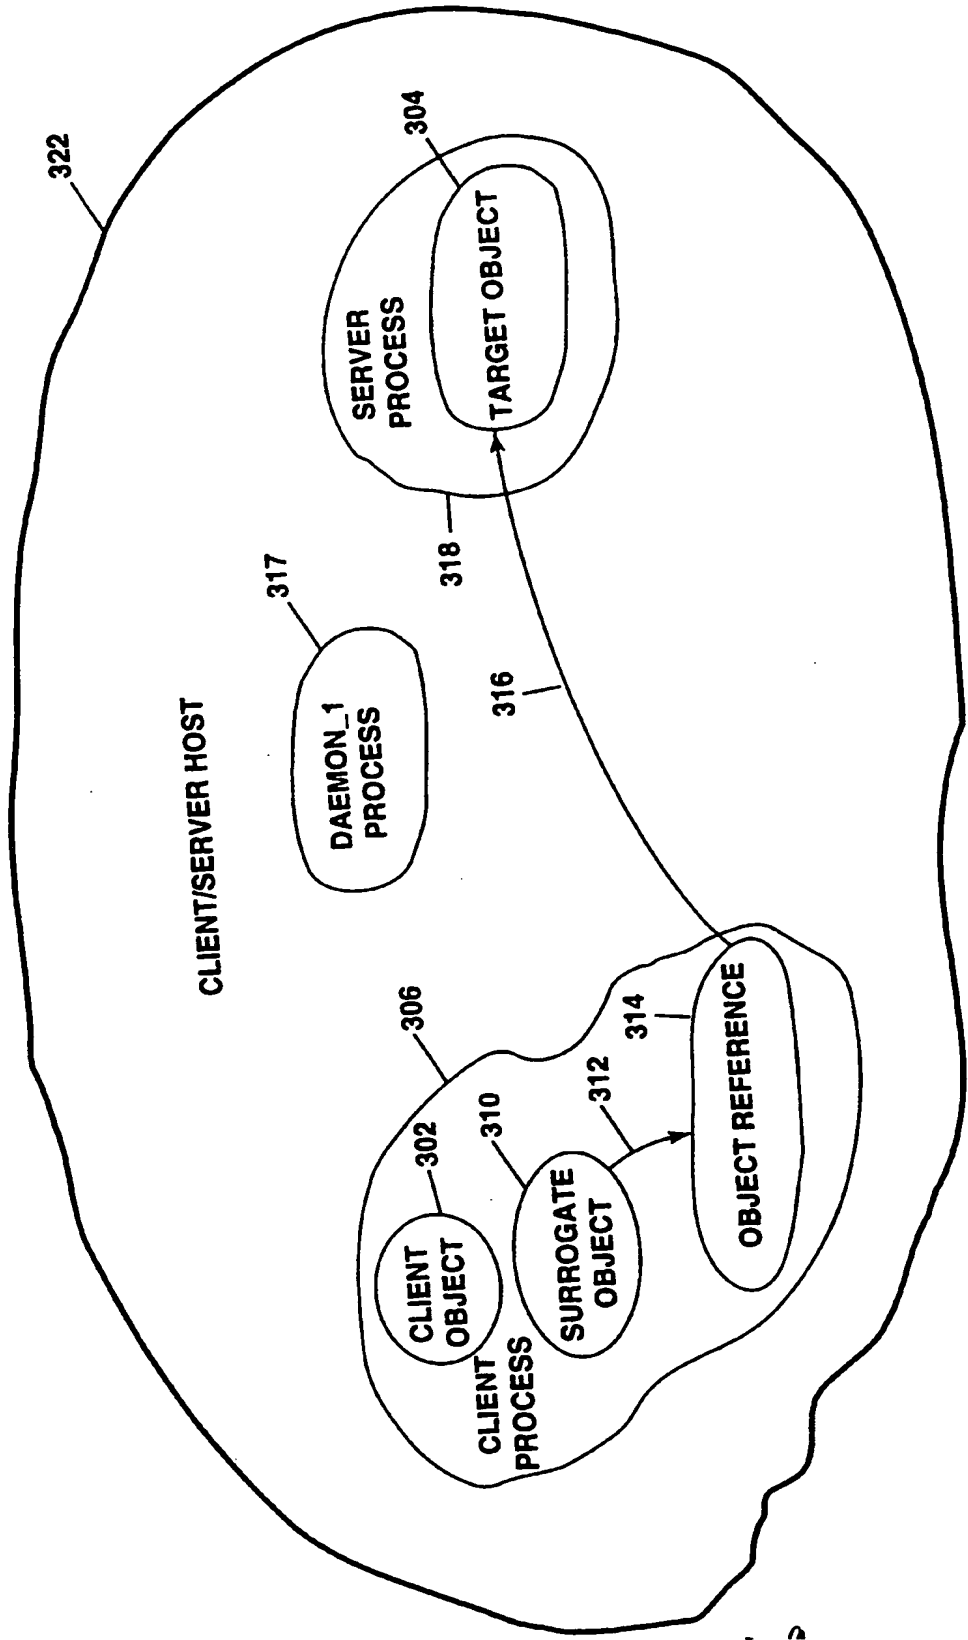 322
CLIENT/SERVER HOST
317
DAEMON_1
PROCESS
304
SERVER
PROCESS
TARGET OBJECT
318
316
306
302
CLIENT
OBJECT
310
CLIENT
PROCESS
SURROGATE
OBJECT
312
314
OBJECT REFERENCE